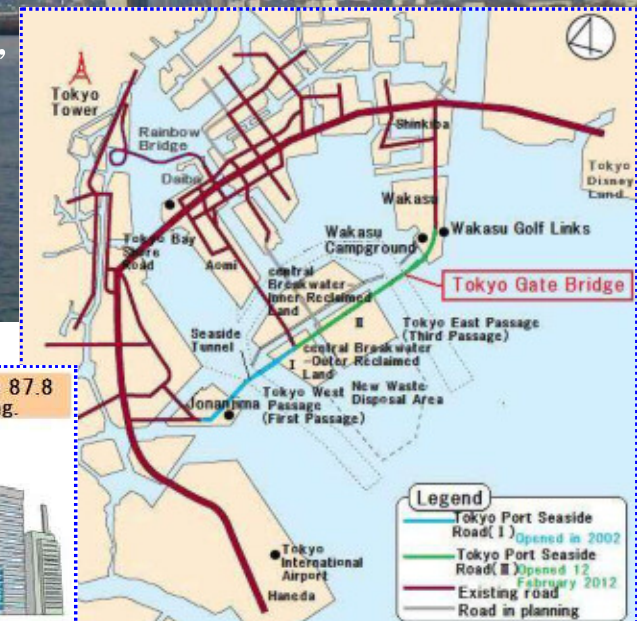 ,
Tokyo
Tower
Rainbow
Bridge
Daiba
Shinkiba
Tokyo
Disney
Land
Wakasu
Wakasu
Campground
Wakasu Golf Links
Tokyo Bay
Shore
Road
Aomi
central
Breakwater
Inner Reclaimed
Land
Tokyo Gate Bridge
Seaside
Tunnel
II
I
central Breakwater
Outer Reclaimed
Land
Tokyo East Passage
(Third Passage)
Jonanjima
Tokyo West
Passage
(First Passage)
New Waste
Disposal Area
87.8
g.
Tokyo
International
Airport
Haneda
Legend
Tokyo Port Seaside
Road(I) Opened in 2002
Tokyo Port Seaside
Road(II) Opened 12
February 2012
Existing road
Road in planning